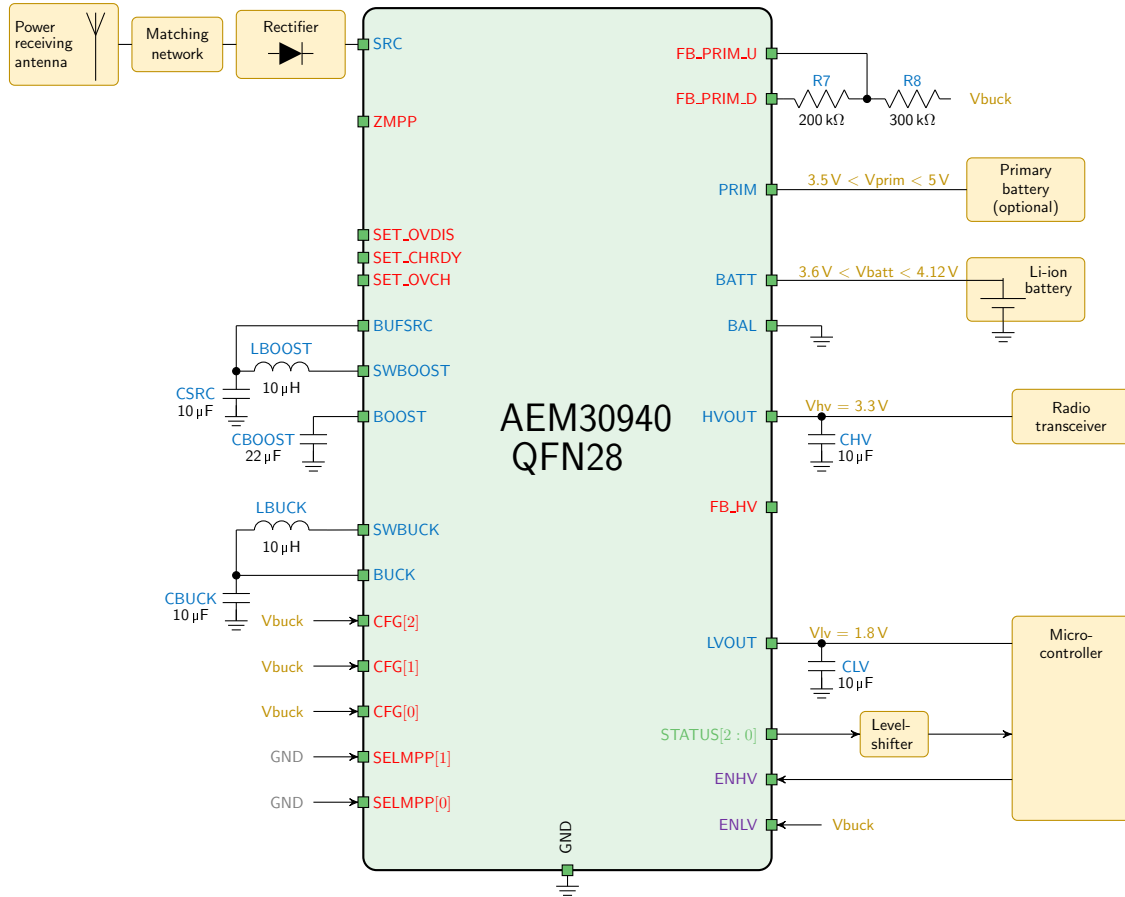 Power
receiving
antenna
Matching
network
Rectifier
SRC
ZMPP
SET_OVDIS
SET_CHRDY
SET_OVCH
BUFSRC
LBOOST
10 µH
SWBOOST
CSRC
10 µF
BOOST
CBOOST
22 µF
LBUCK
10 µH
SWBUCK
BUCK
CBUCK
10 µF
Vbuck
CFG[2]
Vbuck
CFG[1]
Vbuck
CFG[0]
GND
SELMPP[1]
GND
SELMPP[0]
AEM30940
QFN28
GND
FB_PRIM_U
FB_PRIM_D
R7
200 kΩ
R8
300 kΩ
Vbuck
PRIM
3.5 V < Vprim < 5 V
Primary
battery
(optional)
BATT
3.6 V < Vbatt < 4.12 V
Li-ion
battery
BAL
HVOUT
Vhv = 3.3 V
CHV
10 µF
Radio
transceiver
FB_HV
LVOUT
Vlv = 1.8 V
CLV
10 µF
Micro-
controller
STATUS[2 : 0]
Level-
shifter
ENHV
ENLV
Vbuck